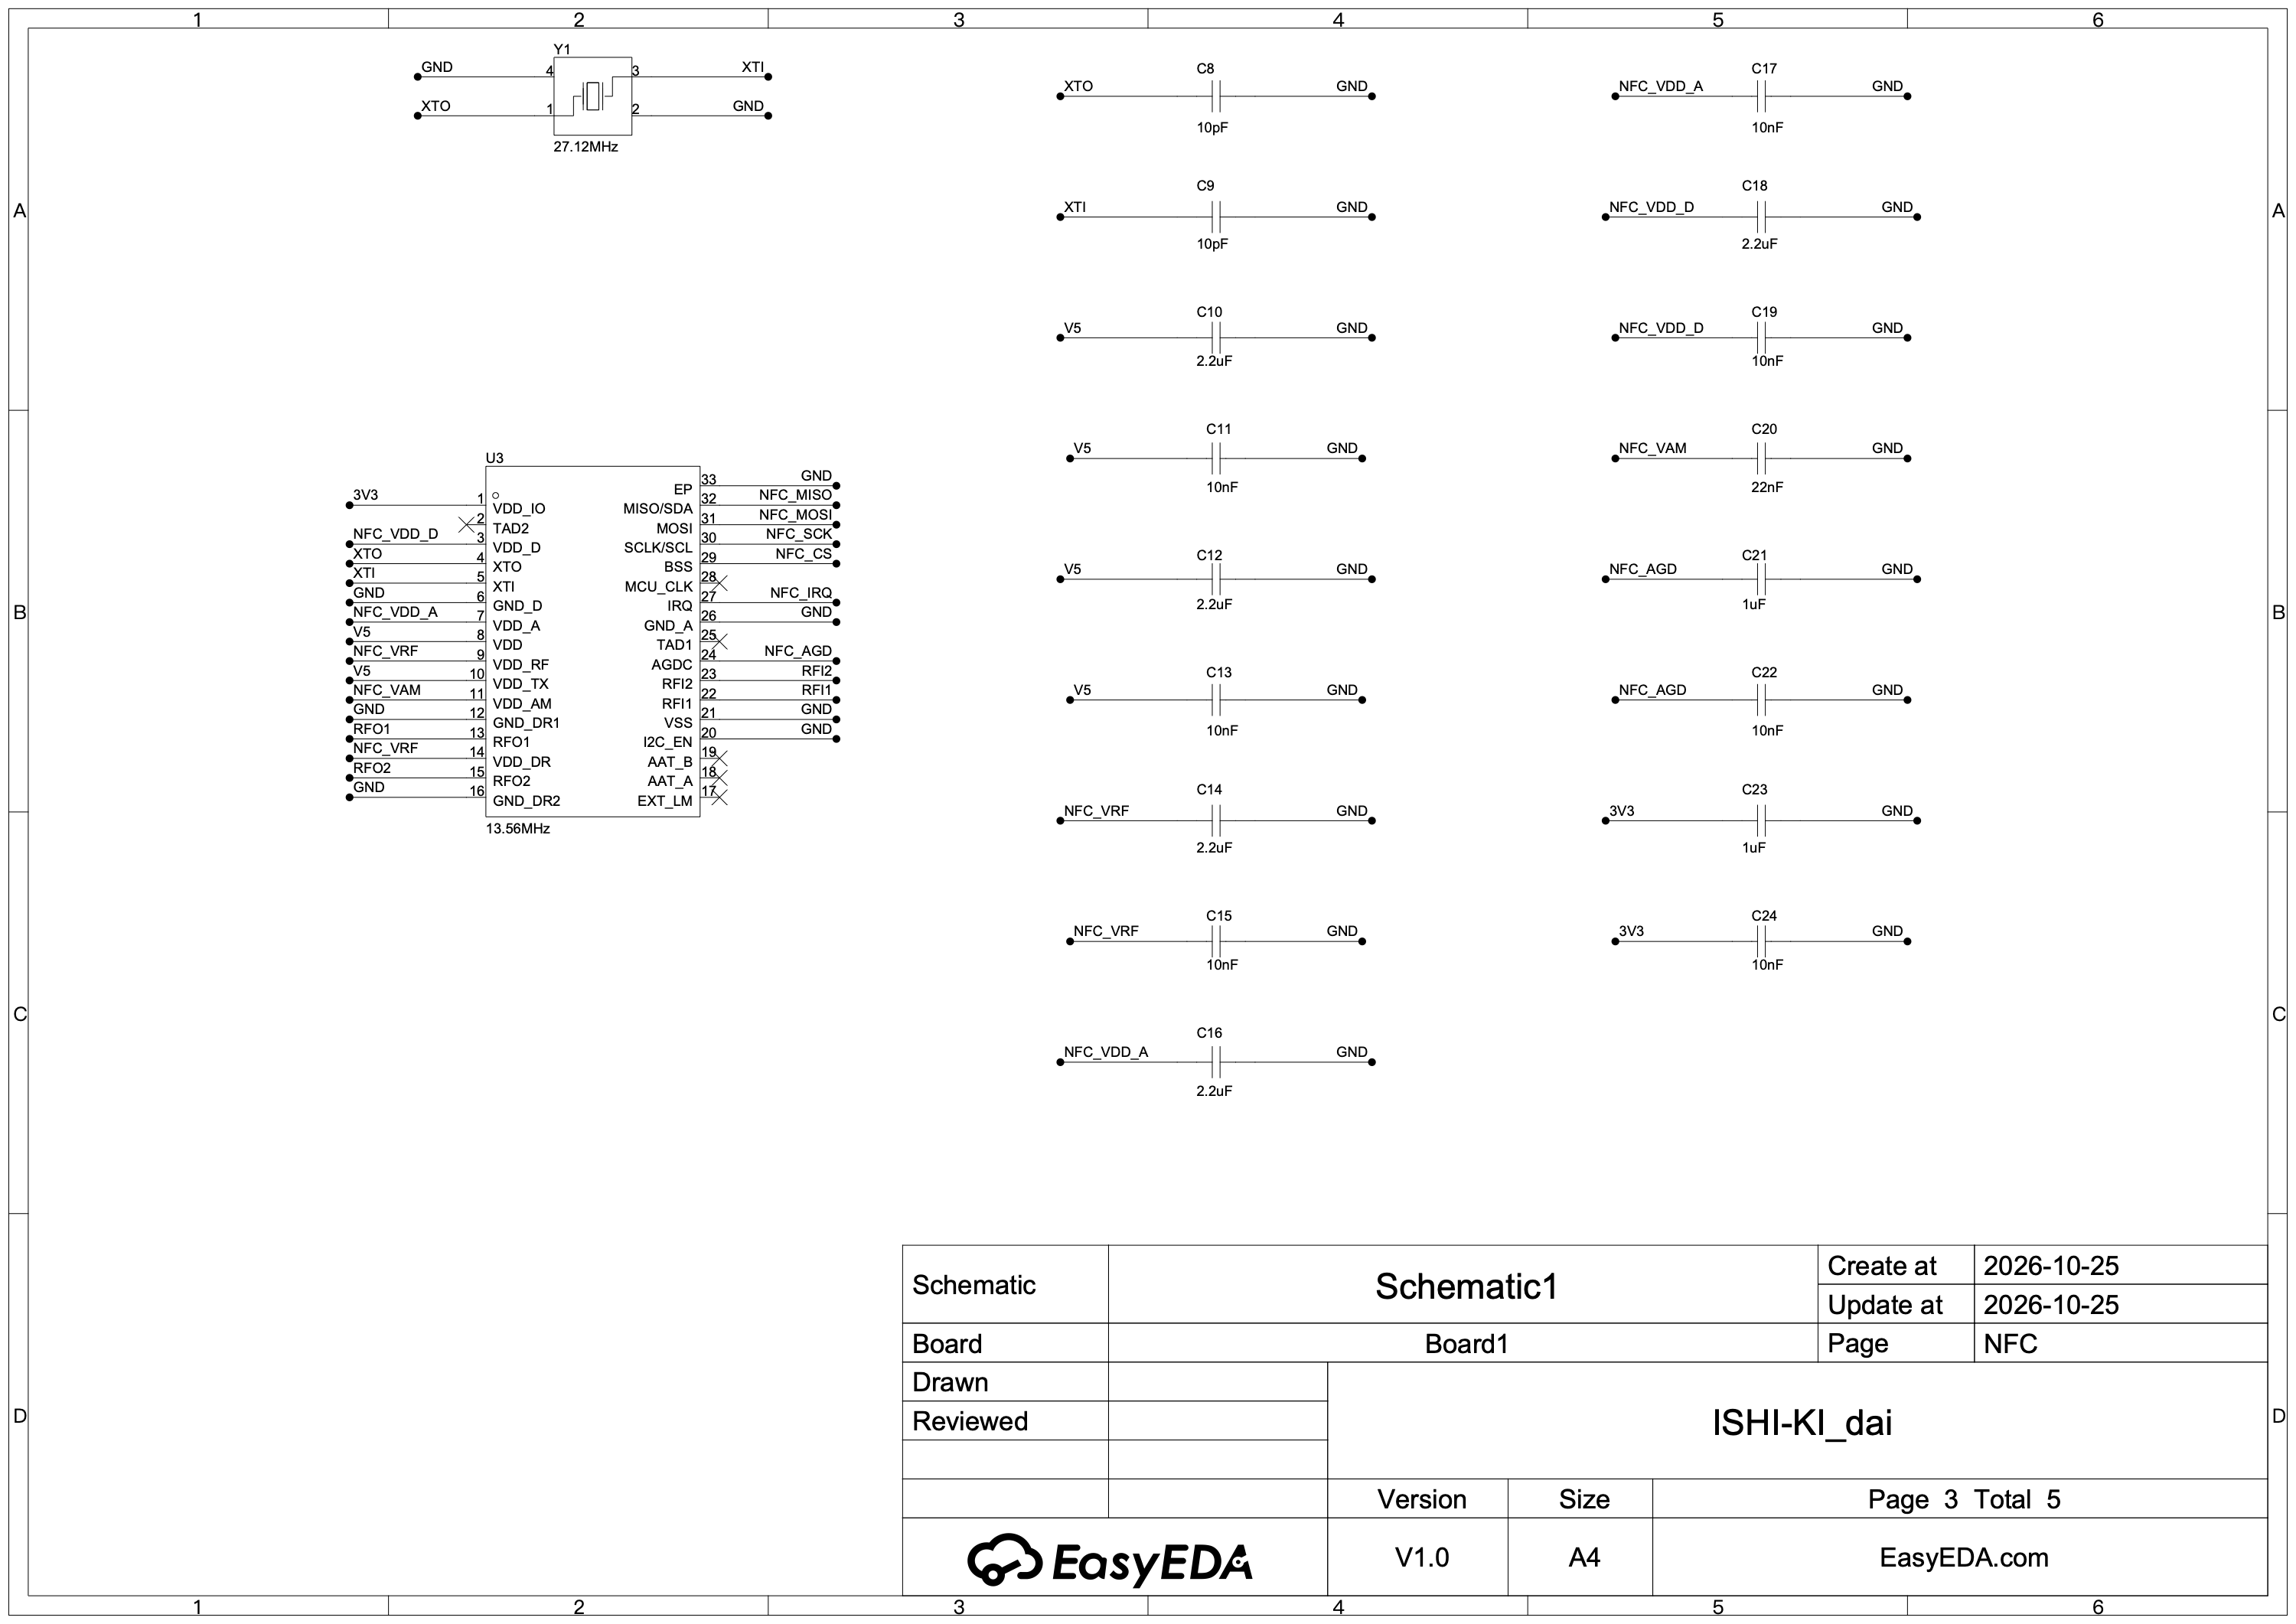 1 2 3 4 5 6
A
B
C
D
A
B
C
D
Y1
GND 4 3 XTI
XTO 1 2 GND
27.12MHz
U3
3V3 1 VDD_IO
2 TAD2
NFC_VDD_D 3 VDD_D
XTO 4 XTO
XTI 5 XTI
GND 6 GND_D
NFC_VDD_A 7 VDD_A
V5 8 VDD
NFC_VRF 9 VDD_RF
V5 10 VDD_TX
NFC_VAM 11 VDD_AM
GND 12 GND_DR1
RFO1 13 RFO1
NFC_VRF 14 VDD_DR
RFO2 15 RFO2
GND 16 GND_DR2
EP 33 GND
MISO/SDA 32 NFC_MISO
MOSI 31 NFC_MOSI
SCLK/SCL 30 NFC_SCK
BSS 29 NFC_CS
MCU_CLK 28
IRQ 27 NFC_IRQ
GND_A 26 GND
TAD1 25
AGDC 24 NFC_AGD
RFI2 23 RFI2
RFI1 22 RFI1
VSS 21 GND
I2C_EN 20 GND
AAT_B 19
AAT_A 18
EXT_LM 17
13.56MHz
C8
XTO GND
10pF
C9
XTI GND
10pF
C10
V5 GND
2.2uF
C11
V5 GND
10nF
C12
V5 GND
2.2uF
C13
V5 GND
10nF
C14
NFC_VRF GND
2.2uF
C15
NFC_VRF GND
10nF
C16
NFC_VDD_A GND
2.2uF
C17
NFC_VDD_A GND
10nF
C18
NFC_VDD_D GND
2.2uF
C19
NFC_VDD_D GND
10nF
C20
NFC_VAM GND
22nF
C21
NFC_AGD GND
1uF
C22
NFC_AGD GND
10nF
C23
3V3 GND
1uF
C24
3V3 GND
10nF
Schematic Schematic1 Create at 2026-10-25
Update at 2026-10-25
Board Board1 Page NFC
Drawn
Reviewed
ISHI-KI_dai
Version Size Page 3 Total 5
EasyEDA V1.0 A4 EasyEDA.com
1 2 3 4 5 6